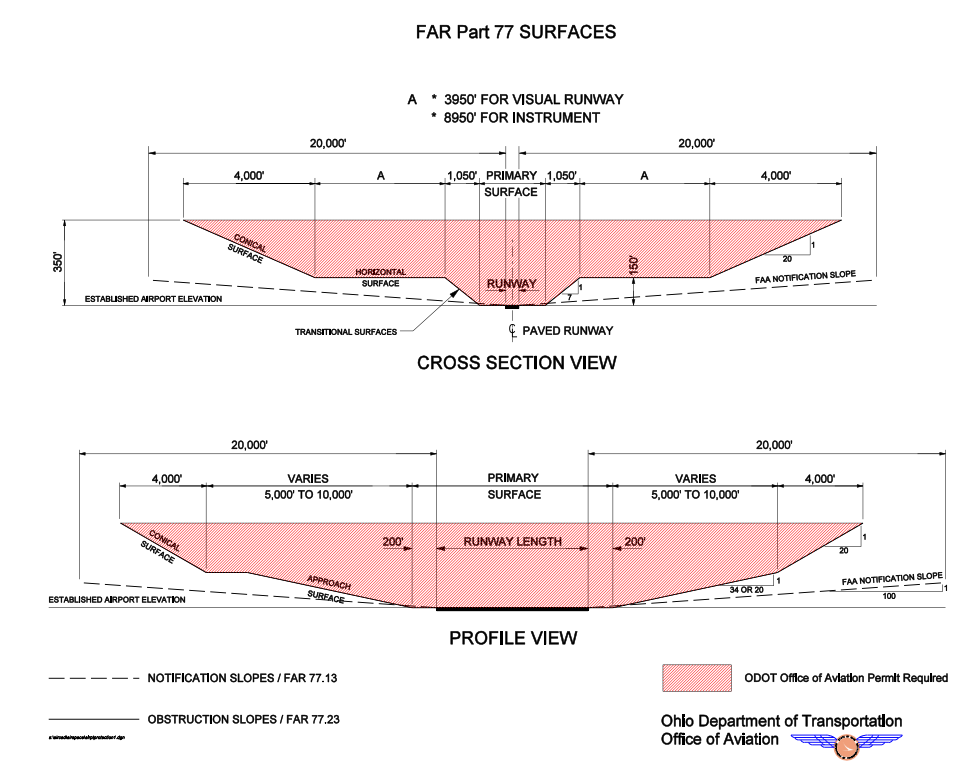 FAR Part 77 SURFACES
A * 3950' FOR VISUAL RUNWAY
* 8950' FOR INSTRUMENT
20,000' 20,000'
4,000' A 1,050' PRIMARY 1,050' A 4,000'
SURFACE
350'
CONICAL
SURFACE
HORIZONTAL
SURFACE
RUNWAY
150'
1
20
1
7
FAA NOTIFICATION SLOPE
ESTABLISHED AIRPORT ELEVATION
TRANSITIONAL SURFACES
CL PAVED RUNWAY
CROSS SECTION VIEW
20,000' 20,000'
4,000' VARIES PRIMARY VARIES 4,000'
5,000' TO 10,000' SURFACE 5,000' TO 10,000'
CONICAL
SURFACE
200' RUNWAY LENGTH 200'
1
20
APPROACH
SURFACE
1
34 OR 20
FAA NOTIFICATION SLOPE
1
100
ESTABLISHED AIRPORT ELEVATION
PROFILE VIEW
NOTIFICATION SLOPES / FAR 77.13
ODOT Office of Aviation Permit Required
OBSTRUCTION SLOPES / FAR 77.23
Ohio Department of Transportation
Office of Aviation